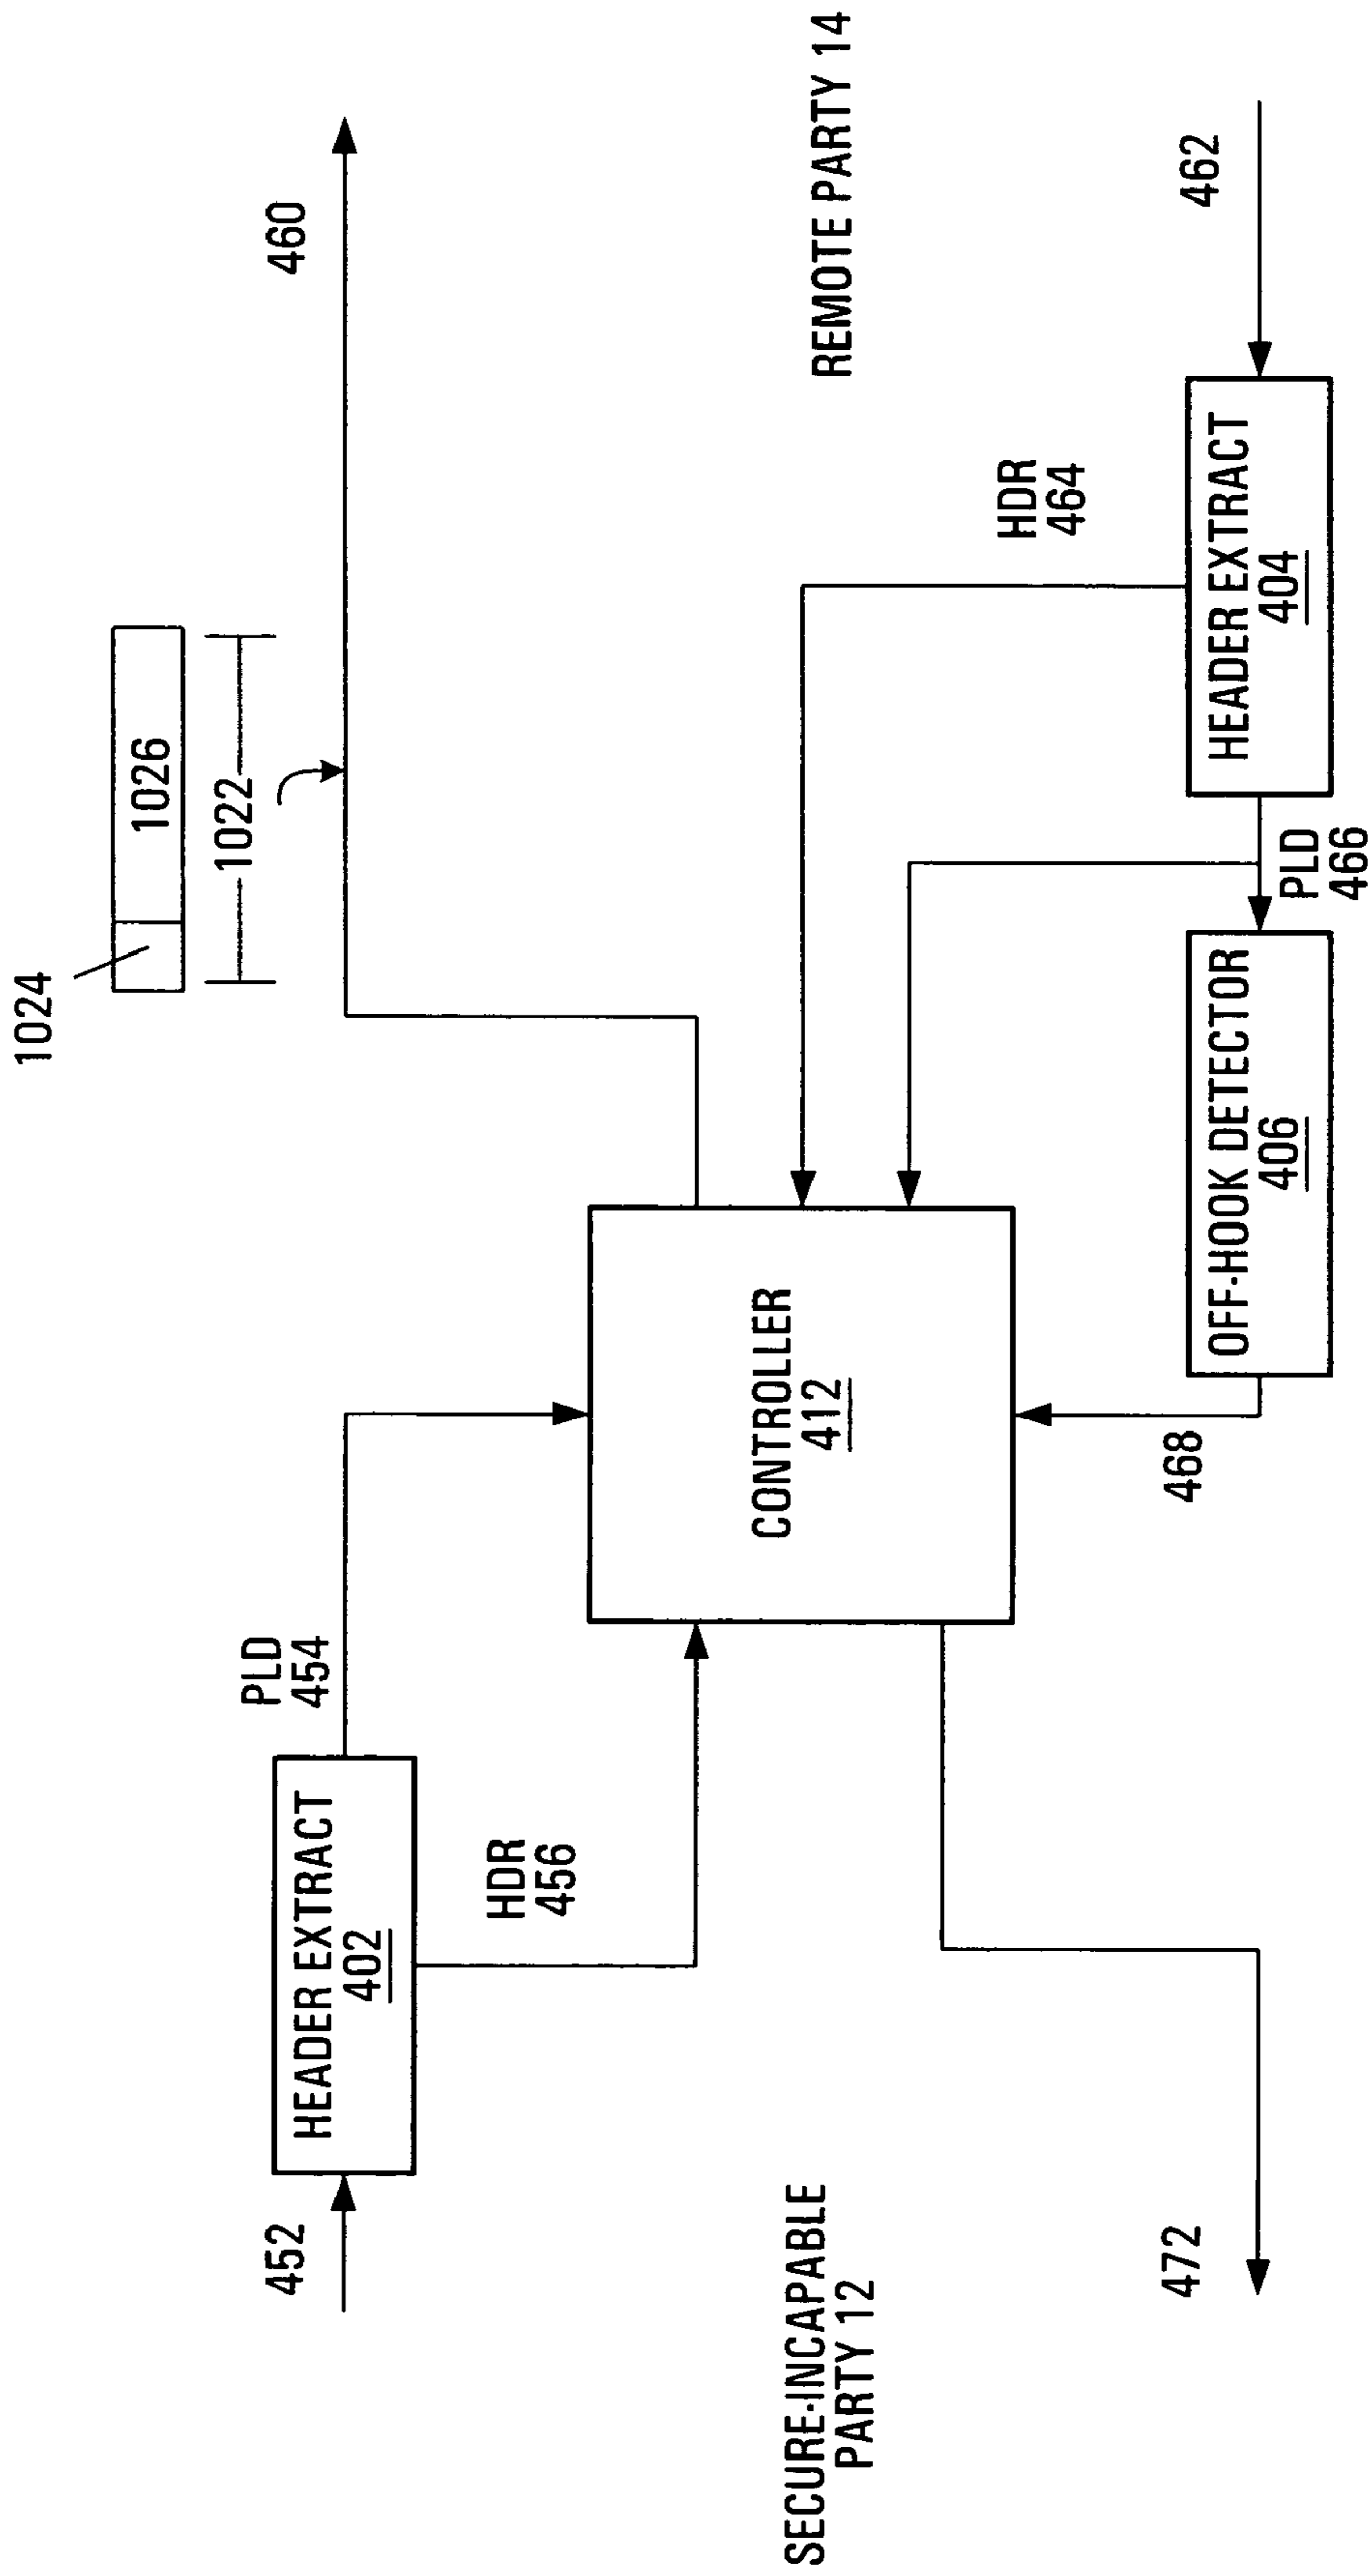 1024
1026
1022
460
452
HEADER EXTRACT
402
PLD
454
HDR
456
SECURE-INCAPABLE
PARTY 12
CONTROLLER
412
REMOTE PARTY 14
HDR
464
472
468
OFF-HOOK DETECTOR
406
PLD
466
HEADER EXTRACT
404
462